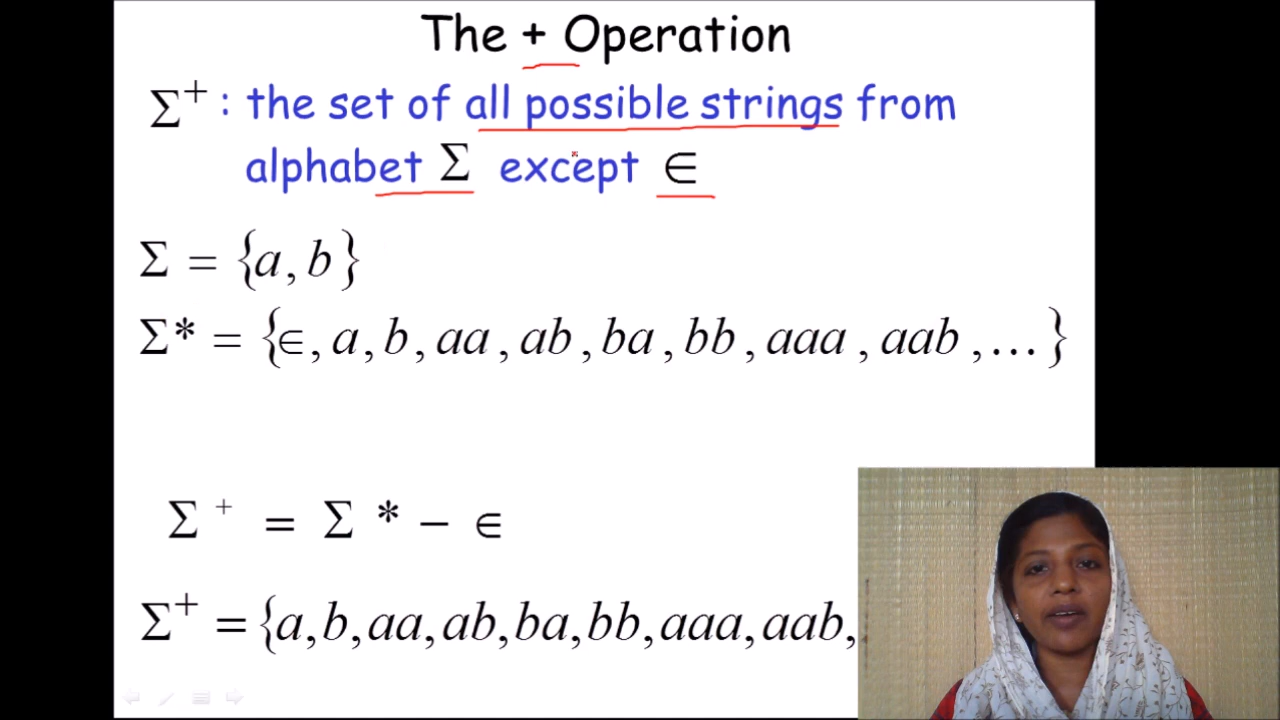 The + Operation
Σ⁺ : the set of all possible strings from
alphabet Σ except ∈
Σ = {a, b}
Σ* = {∈, a, b, aa, ab, ba, bb, aaa, aab, ...}
Σ ⁺ = Σ * − ∈
Σ⁺ = {a, b, aa, ab, ba, bb, aaa, aab,